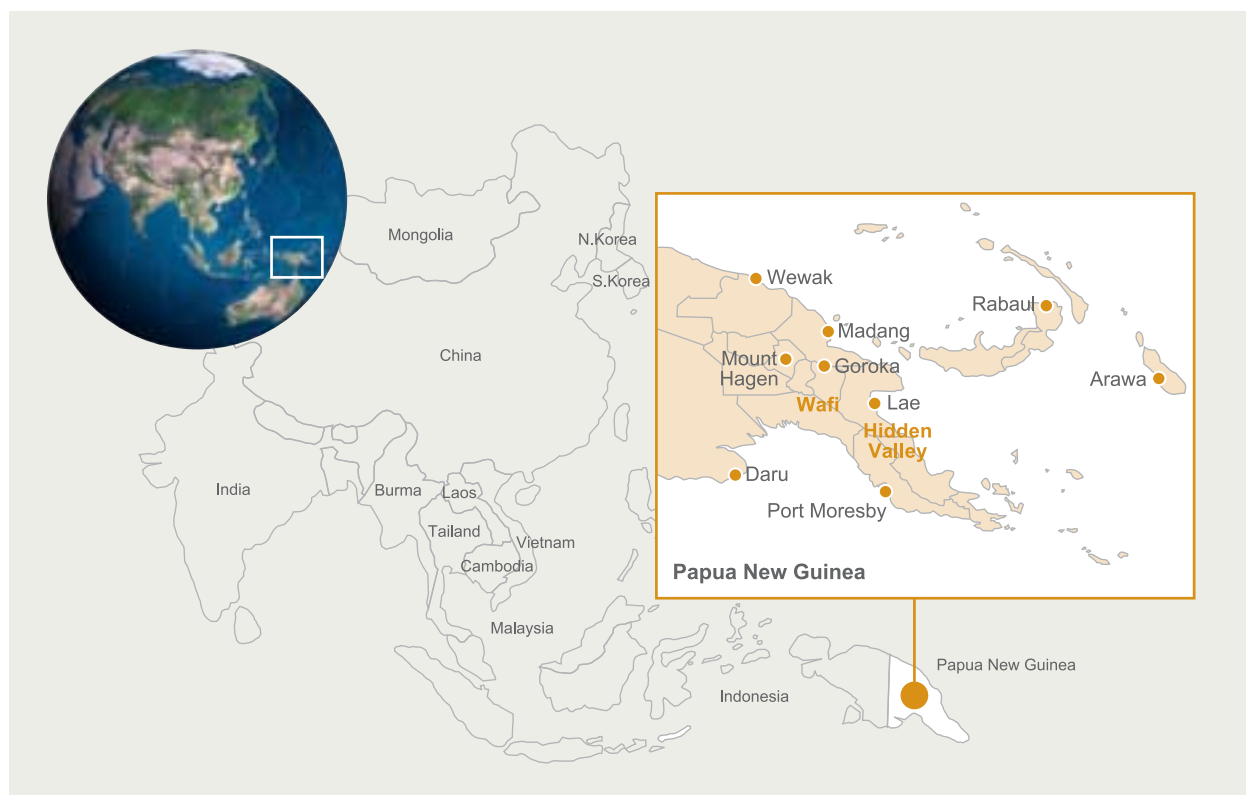 Mongolia
N.Korea
S.Korea
China
India
Burma
Laos
Tailand
Vietnam
Cambodia
Malaysia
Indonesia
Papua New Guinea
Wewak
Rabaul
Madang
Mount
Hagen
Goroka
Arawa
Wafi
Lae
Hidden
Valley
Daru
Port Moresby
Papua New Guinea